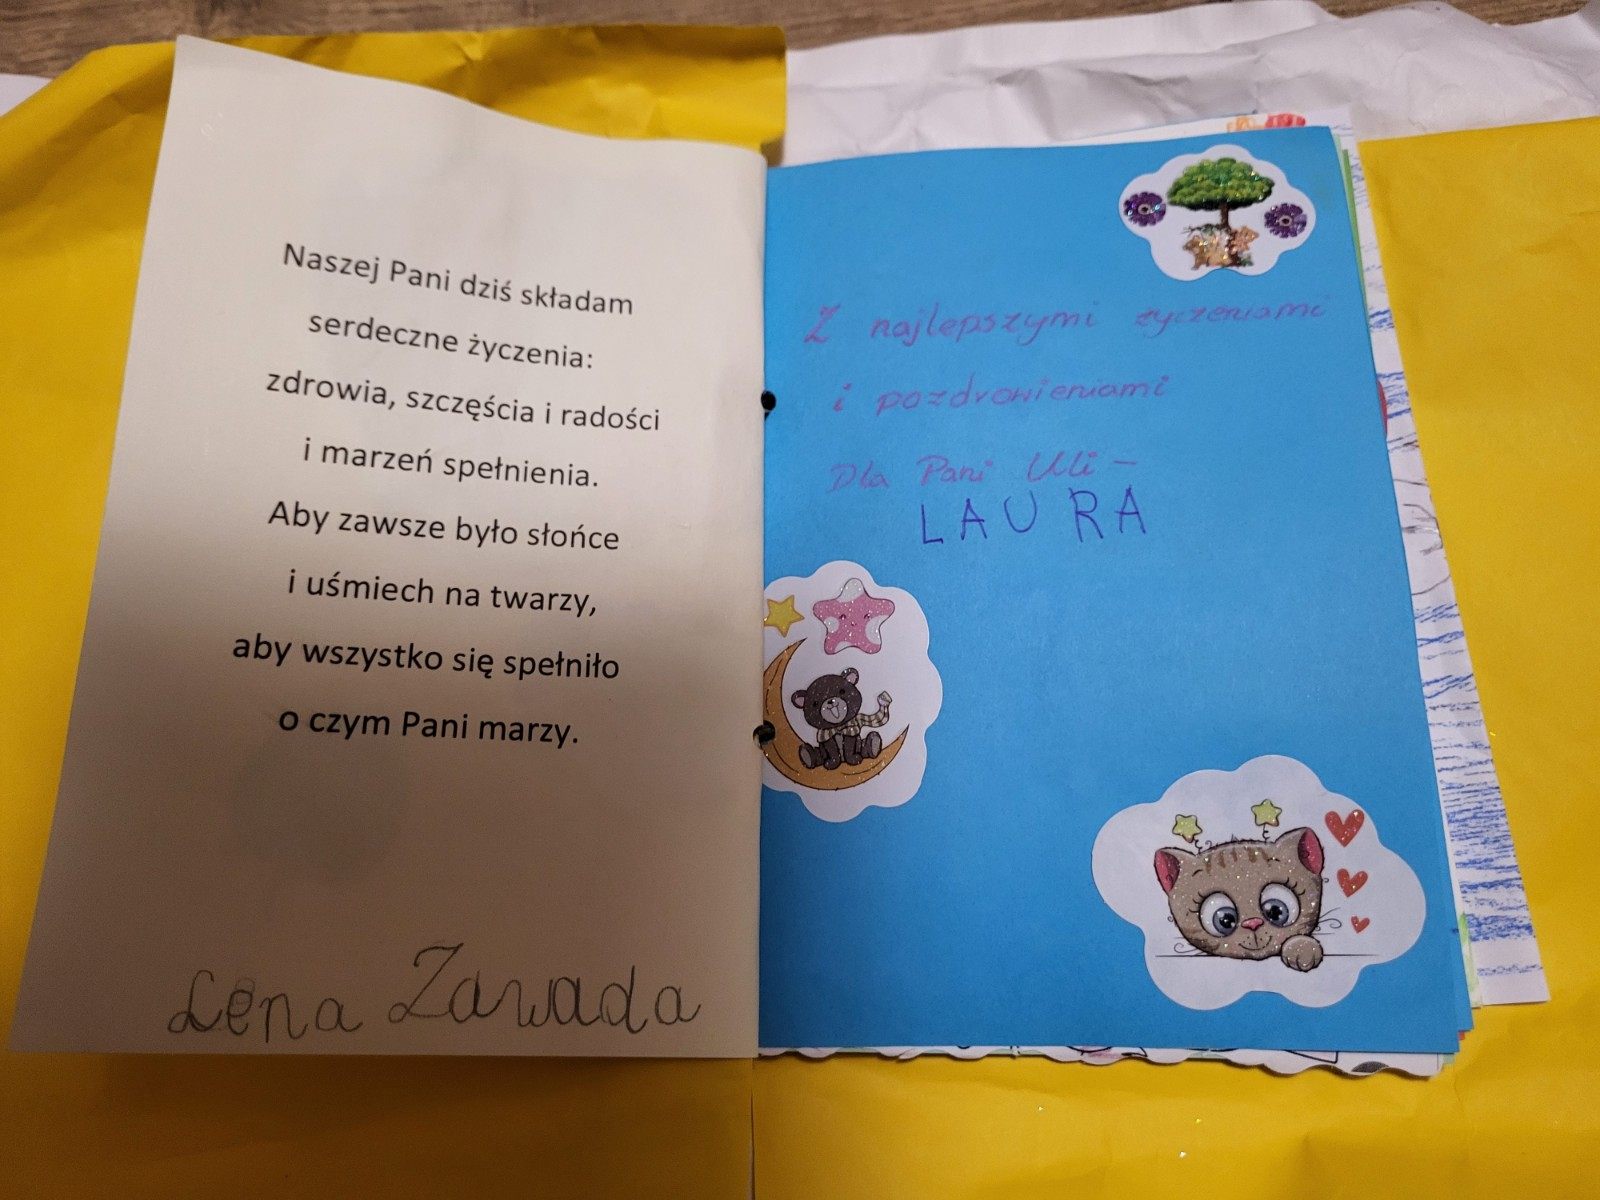 Naszej Pani dziś składam
serdeczne życzenia:
zdrowia, szczęścia i radości
i marzeń spełnienia.
Aby zawsze było słońce
i uśmiech na twarzy,
aby wszystko się spełniło
o czym Pani marzy.
Lena Zawada
Z najlepszymi życzeniami
i pozdrowieniami
Dla Pani Uli –
LAURA